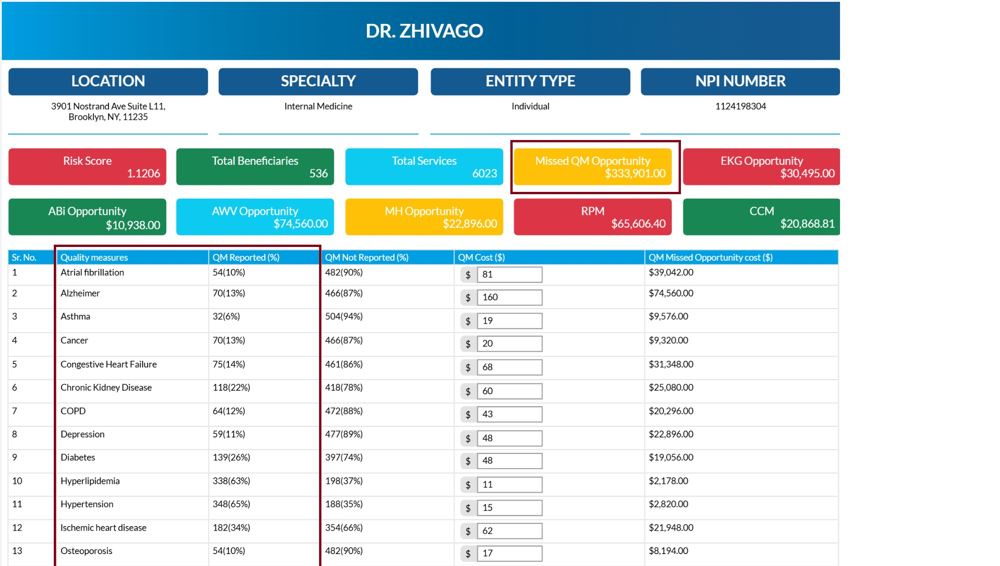 DR. ZHIVAGO
LOCATION SPECIALTY ENTITY TYPE NPI NUMBER
3901 Nostrand Ave Suite L11, Internal Medicine Individual 1124198304
Brooklyn, NY, 11235
Risk Score Total Beneficiaries Total Services Missed QM Opportunity EKG Opportunity
1.1206 536 6023 $333,901.00 $30,495.00
ABi Opportunity AWV Opportunity MH Opportunity RPM CCM
$10,938.00 $74,560.00 $22,896.00 $65,606.40 $20,868.81
Sr. No. Quality measures QM Reported (%) QM Not Reported (%) QM Cost ($) QM Missed Opportunity cost ($)
1 Atrial fibrillation 54(10%) 482(90%) $ 81 $39,042.00
2 Alzheimer 70(13%) 466(87%) $ 160 $74,560.00
3 Asthma 32(6%) 504(94%) $ 19 $9,576.00
4 Cancer 70(13%) 466(87%) $ 20 $9,320.00
5 Congestive Heart Failure 75(14%) 461(86%) $ 68 $31,348.00
6 Chronic Kidney Disease 118(22%) 418(78%) $ 60 $25,080.00
7 COPD 64(12%) 472(88%) $ 43 $20,296.00
8 Depression 59(11%) 477(89%) $ 48 $22,896.00
9 Diabetes 139(26%) 397(74%) $ 48 $19,056.00
10 Hyperlipidemia 338(63%) 198(37%) $ 11 $2,178.00
11 Hypertension 348(65%) 188(35%) $ 15 $2,820.00
12 Ischemic heart disease 182(34%) 354(66%) $ 62 $21,948.00
13 Osteoporosis 54(10%) 482(90%) $ 17 $8,194.00